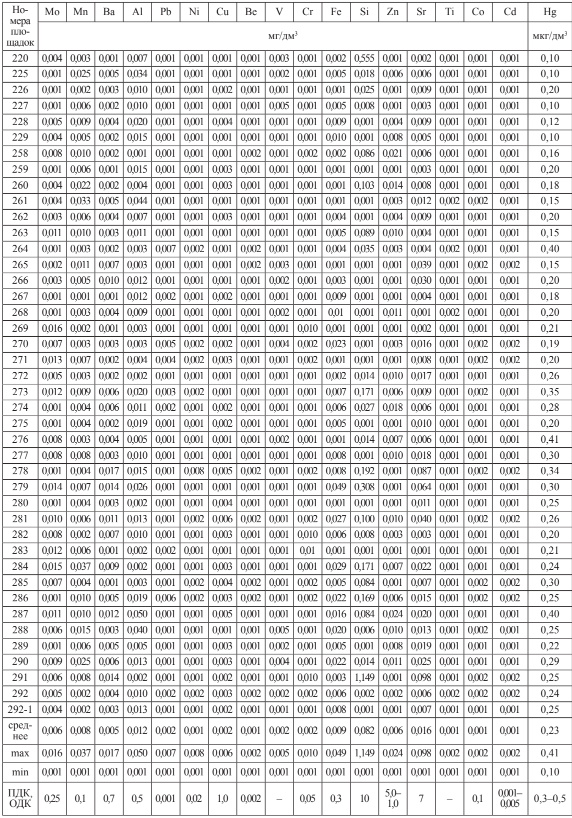 Но-
мера
пло-
щадок Mo Mn Ba Al Pb Ni Cu Be V Cr Fe Si Zn Sr Ti Co Cd Hg
мг/дм³ мкг/дм³
220 0,004 0,003 0,001 0,007 0,001 0,001 0,001 0,001 0,003 0,001 0,002 0,555 0,001 0,002 0,001 0,001 0,001 0,10
225 0,001 0,025 0,005 0,034 0,001 0,001 0,001 0,001 0,002 0,001 0,005 0,018 0,006 0,006 0,001 0,001 0,001 0,10
226 0,001 0,002 0,003 0,010 0,001 0,001 0,002 0,001 0,001 0,001 0,001 0,025 0,001 0,009 0,001 0,001 0,001 0,20
227 0,001 0,006 0,002 0,010 0,001 0,001 0,001 0,001 0,005 0,001 0,005 0,008 0,001 0,003 0,001 0,001 0,001 0,10
228 0,005 0,009 0,004 0,020 0,001 0,001 0,004 0,001 0,001 0,001 0,009 0,001 0,004 0,009 0,001 0,001 0,001 0,12
229 0,004 0,005 0,002 0,015 0,001 0,001 0,001 0,001 0,001 0,001 0,010 0,001 0,008 0,005 0,001 0,001 0,001 0,10
258 0,008 0,010 0,002 0,001 0,001 0,001 0,001 0,002 0,001 0,002 0,002 0,086 0,021 0,006 0,001 0,001 0,001 0,16
259 0,001 0,006 0,001 0,015 0,001 0,001 0,003 0,001 0,001 0,001 0,001 0,001 0,001 0,003 0,001 0,001 0,001 0,20
260 0,004 0,022 0,002 0,004 0,001 0,001 0,003 0,001 0,001 0,001 0,001 0,103 0,014 0,008 0,001 0,001 0,001 0,18
261 0,004 0,033 0,005 0,044 0,001 0,001 0,001 0,001 0,001 0,001 0,001 0,001 0,003 0,012 0,002 0,002 0,001 0,15
262 0,003 0,006 0,004 0,007 0,001 0,001 0,003 0,001 0,001 0,001 0,004 0,001 0,004 0,009 0,001 0,001 0,001 0,20
263 0,011 0,010 0,003 0,011 0,001 0,001 0,001 0,001 0,001 0,001 0,005 0,089 0,010 0,004 0,001 0,001 0,001 0,15
264 0,001 0,003 0,002 0,003 0,007 0,002 0,001 0,002 0,001 0,001 0,004 0,035 0,003 0,004 0,002 0,001 0,001 0,40
265 0,002 0,011 0,007 0,003 0,001 0,001 0,001 0,002 0,003 0,001 0,001 0,001 0,001 0,039 0,001 0,002 0,002 0,15
266 0,003 0,005 0,010 0,012 0,001 0,001 0,001 0,001 0,002 0,001 0,003 0,001 0,001 0,030 0,001 0,001 0,001 0,20
267 0,001 0,001 0,001 0,012 0,002 0,001 0,002 0,001 0,001 0,001 0,009 0,001 0,001 0,004 0,001 0,001 0,001 0,18
268 0,001 0,003 0,004 0,009 0,001 0,001 0,001 0,001 0,002 0,001 0,01 0,001 0,011 0,001 0,002 0,001 0,001 0,20
269 0,016 0,002 0,001 0,003 0,001 0,001 0,001 0,001 0,001 0,010 0,001 0,001 0,001 0,002 0,001 0,001 0,001 0,21
270 0,007 0,003 0,003 0,003 0,005 0,002 0,002 0,001 0,004 0,002 0,023 0,001 0,003 0,016 0,001 0,002 0,002 0,19
271 0,013 0,007 0,002 0,004 0,004 0,002 0,003 0,001 0,001 0,002 0,002 0,001 0,001 0,008 0,001 0,002 0,002 0,20
272 0,005 0,003 0,002 0,002 0,001 0,001 0,001 0,001 0,001 0,001 0,002 0,014 0,010 0,017 0,001 0,001 0,001 0,26
273 0,012 0,009 0,006 0,020 0,003 0,002 0,001 0,001 0,001 0,001 0,007 0,171 0,006 0,009 0,001 0,002 0,001 0,35
274 0,001 0,004 0,006 0,011 0,002 0,001 0,002 0,001 0,001 0,001 0,006 0,027 0,018 0,006 0,001 0,001 0,001 0,28
275 0,001 0,004 0,002 0,019 0,001 0,001 0,002 0,001 0,001 0,001 0,005 0,001 0,001 0,010 0,001 0,001 0,001 0,20
276 0,008 0,003 0,004 0,005 0,001 0,001 0,001 0,001 0,002 0,001 0,001 0,014 0,007 0,006 0,001 0,001 0,001 0,41
277 0,008 0,008 0,003 0,010 0,001 0,001 0,001 0,001 0,001 0,001 0,008 0,001 0,010 0,018 0,001 0,001 0,001 0,30
278 0,001 0,004 0,017 0,015 0,001 0,008 0,005 0,002 0,001 0,002 0,008 0,192 0,001 0,087 0,001 0,002 0,002 0,34
279 0,014 0,007 0,014 0,026 0,001 0,001 0,001 0,001 0,001 0,001 0,049 0,308 0,001 0,064 0,001 0,001 0,001 0,30
280 0,001 0,004 0,003 0,002 0,001 0,001 0,004 0,001 0,001 0,001 0,001 0,001 0,001 0,011 0,001 0,001 0,001 0,25
281 0,010 0,006 0,011 0,013 0,001 0,002 0,006 0,002 0,001 0,002 0,027 0,100 0,010 0,040 0,001 0,002 0,002 0,26
282 0,008 0,002 0,007 0,010 0,001 0,001 0,003 0,001 0,001 0,010 0,006 0,008 0,003 0,003 0,001 0,001 0,001 0,20
283 0,012 0,006 0,001 0,002 0,002 0,001 0,001 0,001 0,001 0,01 0,001 0,001 0,001 0,001 0,001 0,001 0,001 0,21
284 0,015 0,037 0,009 0,002 0,001 0,001 0,003 0,001 0,001 0,001 0,029 0,171 0,007 0,022 0,001 0,001 0,001 0,24
285 0,007 0,004 0,001 0,003 0,001 0,002 0,004 0,002 0,001 0,002 0,005 0,084 0,001 0,007 0,001 0,002 0,002 0,30
286 0,001 0,010 0,005 0,019 0,006 0,002 0,003 0,002 0,001 0,002 0,022 0,169 0,006 0,015 0,001 0,002 0,002 0,25
287 0,011 0,010 0,012 0,050 0,001 0,001 0,005 0,001 0,001 0,001 0,016 0,084 0,024 0,020 0,001 0,001 0,001 0,40
288 0,006 0,015 0,003 0,040 0,001 0,001 0,001 0,001 0,005 0,001 0,020 0,006 0,010 0,013 0,001 0,002 0,001 0,25
289 0,001 0,006 0,005 0,005 0,001 0,001 0,003 0,001 0,002 0,001 0,005 0,001 0,008 0,019 0,001 0,001 0,001 0,22
290 0,009 0,025 0,006 0,013 0,001 0,001 0,003 0,001 0,004 0,001 0,022 0,014 0,011 0,025 0,001 0,001 0,001 0,29
291 0,006 0,008 0,014 0,002 0,001 0,002 0,001 0,002 0,001 0,010 0,003 1,149 0,001 0,098 0,001 0,002 0,002 0,25
292 0,005 0,002 0,004 0,010 0,002 0,002 0,003 0,002 0,002 0,002 0,006 0,002 0,002 0,006 0,002 0,002 0,002 0,24
292-1 0,004 0,002 0,003 0,013 0,001 0,001 0,002 0,001 0,001 0,001 0,008 0,001 0,001 0,007 0,001 0,001 0,001 0,25
сред-
нее 0,006 0,008 0,005 0,012 0,002 0,001 0,002 0,001 0,002 0,002 0,009 0,082 0,006 0,016 0,001 0,001 0,001 0,23
max 0,016 0,037 0,017 0,050 0,007 0,008 0,006 0,002 0,005 0,010 0,049 1,149 0,024 0,098 0,002 0,002 0,002 0,41
min 0,001 0,001 0,001 0,001 0,001 0,001 0,001 0,001 0,001 0,001 0,001 0,001 0,001 0,001 0,001 0,001 0,001 0,10
ПДК,
ОДК 0,25 0,1 0,7 0,5 0,001 0,02 1,0 0,002 – 0,05 0,3 10 5,0–
1,0 7 – 0,1 0,001–
0,005 0,3–0,5